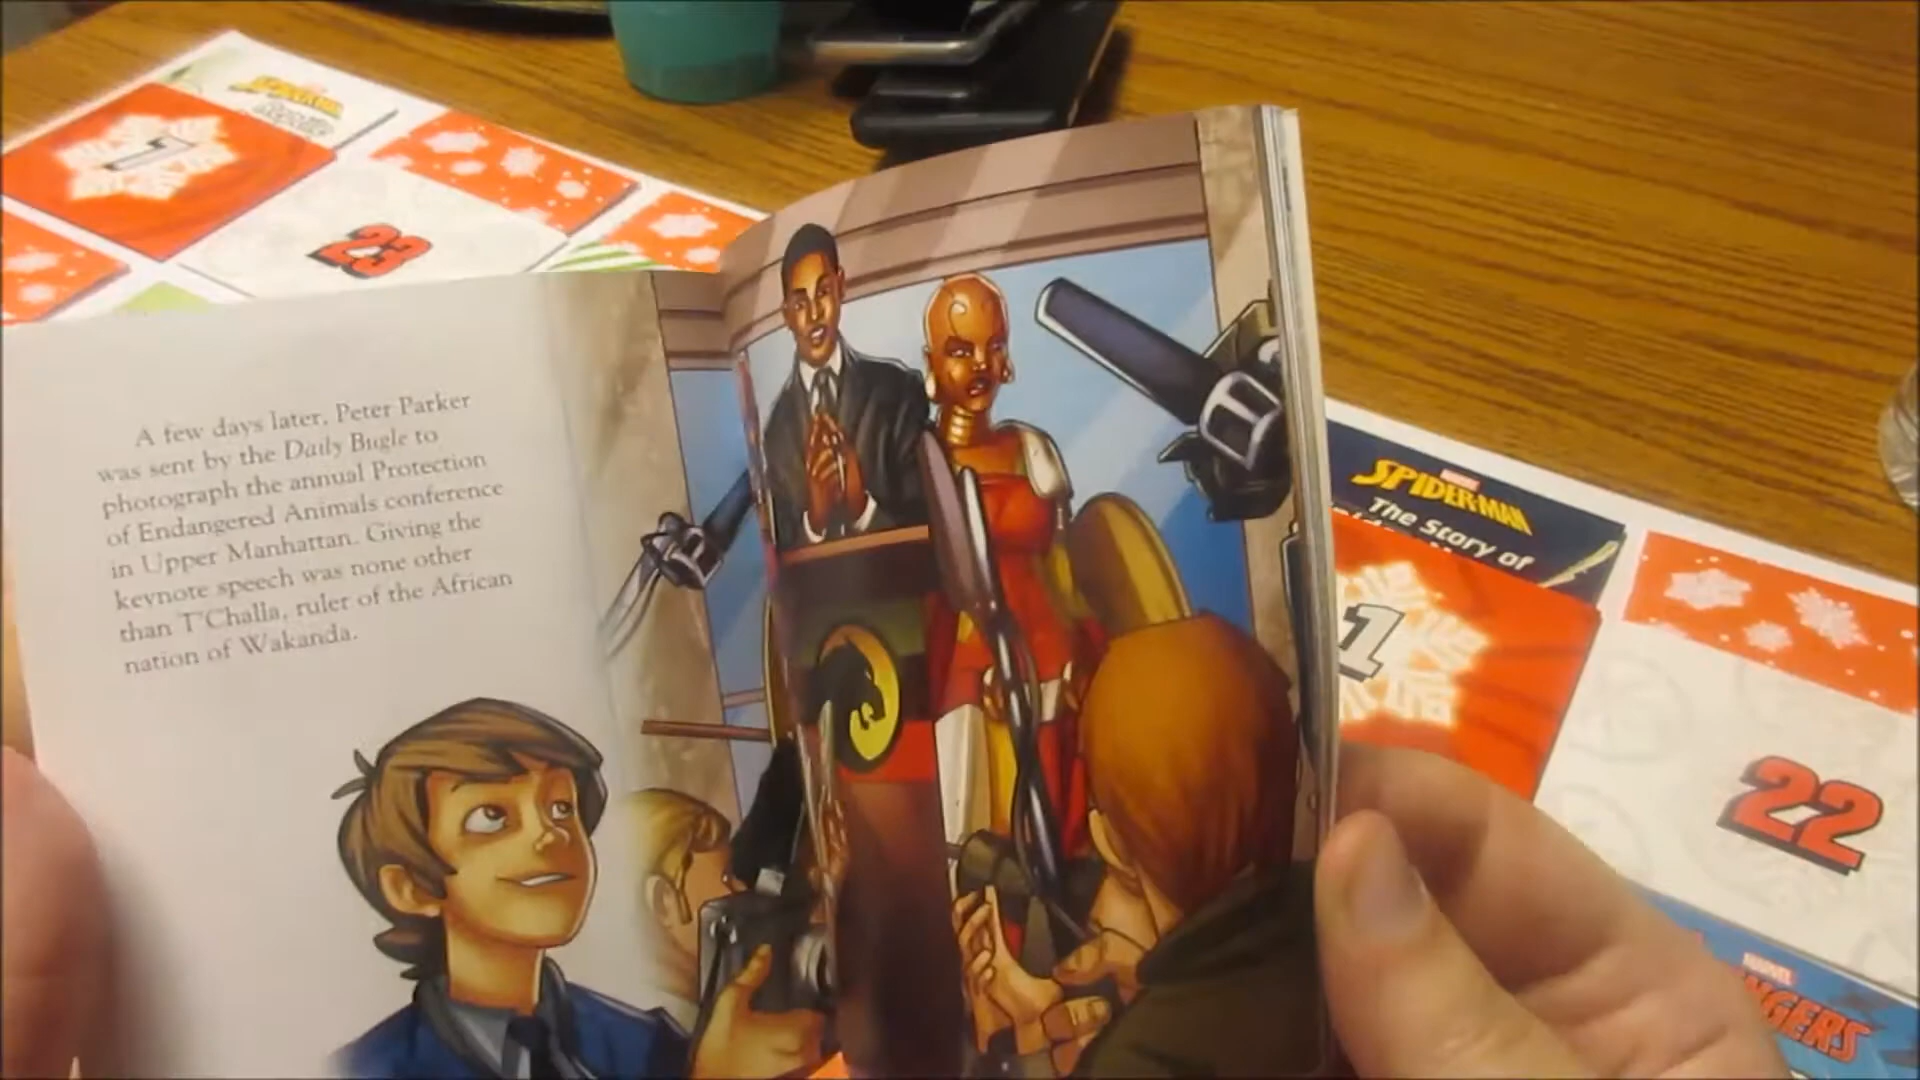 1
23
A few days later, Peter Parker
was sent by the Daily Bugle to
photograph the annual Protection
of Endangered Animals conference
in Upper Manhattan. Giving the
keynote speech was none other
than T'Challa, ruler of the African
nation of Wakanda.
MARVEL
SPIDER-MAN
The Story of
1
22
MARVEL